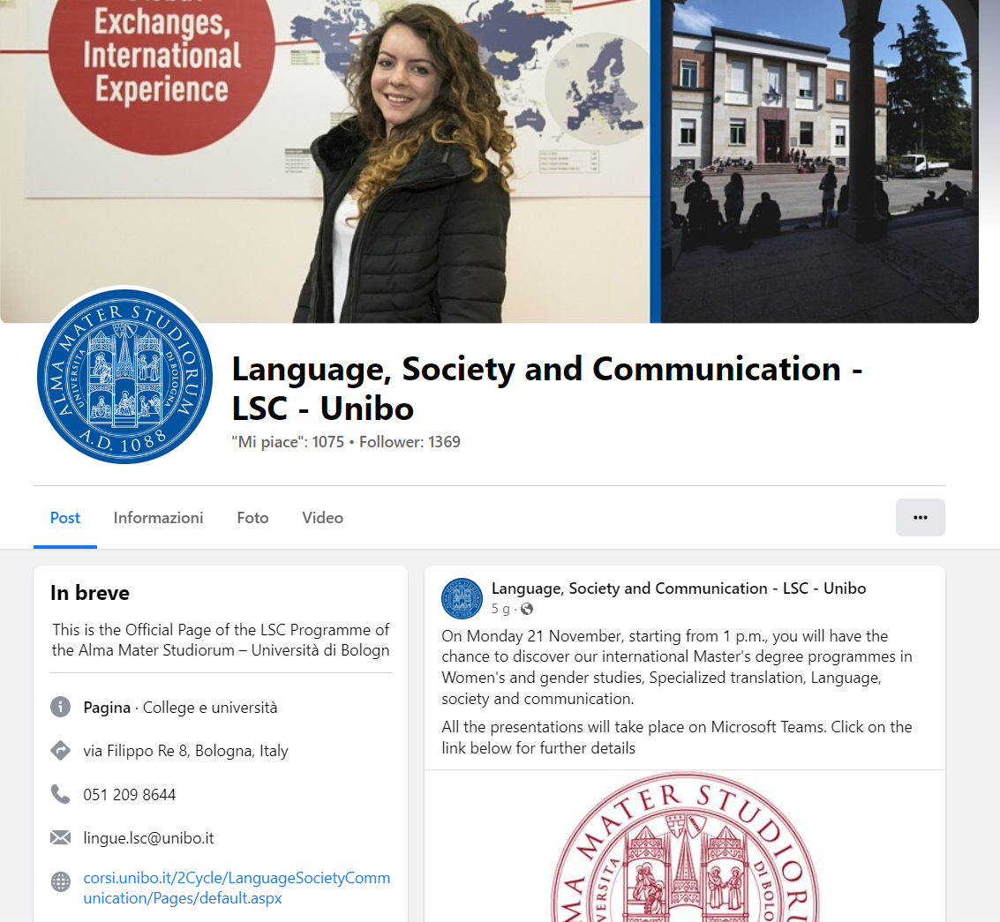 Exchanges,
International
Experience
ALMA MATER STUDIORUM
UNIVERSITA DI BOLOGNA
A.D. 1088
Language, Society and Communication -
LSC - Unibo
"Mi piace": 1075 • Follower: 1369
Post Informazioni Foto Video
In breve
This is the Official Page of the LSC Programme of
the Alma Mater Studiorum – Università di Bologn
Pagina · College e università
via Filippo Re 8, Bologna, Italy
051 209 8644
lingue.lsc@unibo.it
corsi.unibo.it/2Cycle/LanguageSocietyComm
unication/Pages/default.aspx
Language, Society and Communication - LSC - Unibo
5 g ·
On Monday 21 November, starting from 1 p.m., you will have the
chance to discover our international Master's degree programmes in
Women's and gender studies, Specialized translation, Language,
society and communication.
All the presentations will take place on Microsoft Teams. Click on the
link below for further details
MA MATER STUDIOR
ERSITA DI BOLO